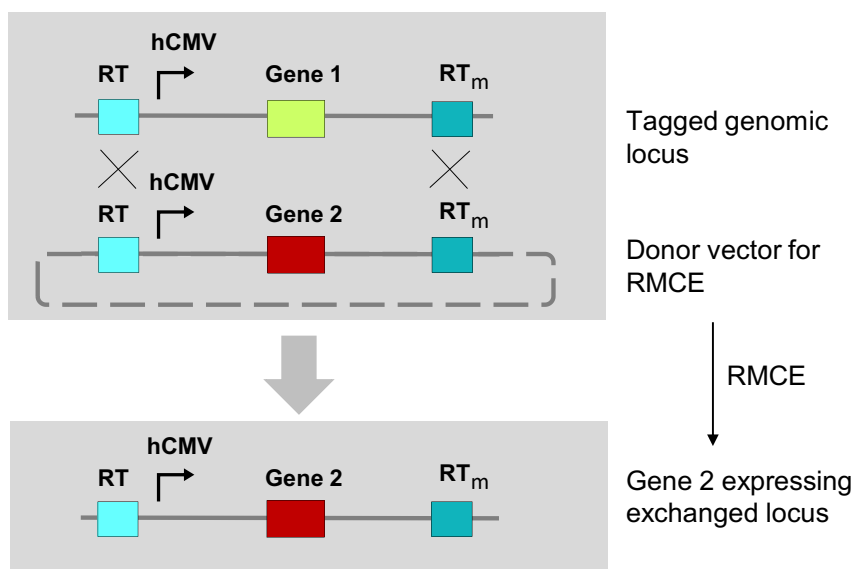 hCMV
RT Gene 1 RTm
Tagged genomic
locus
hCMV
RT Gene 2 RTm
Donor vector for
RMCE
RMCE
hCMV
RT Gene 2 RTm
Gene 2 expressing
exchanged locus